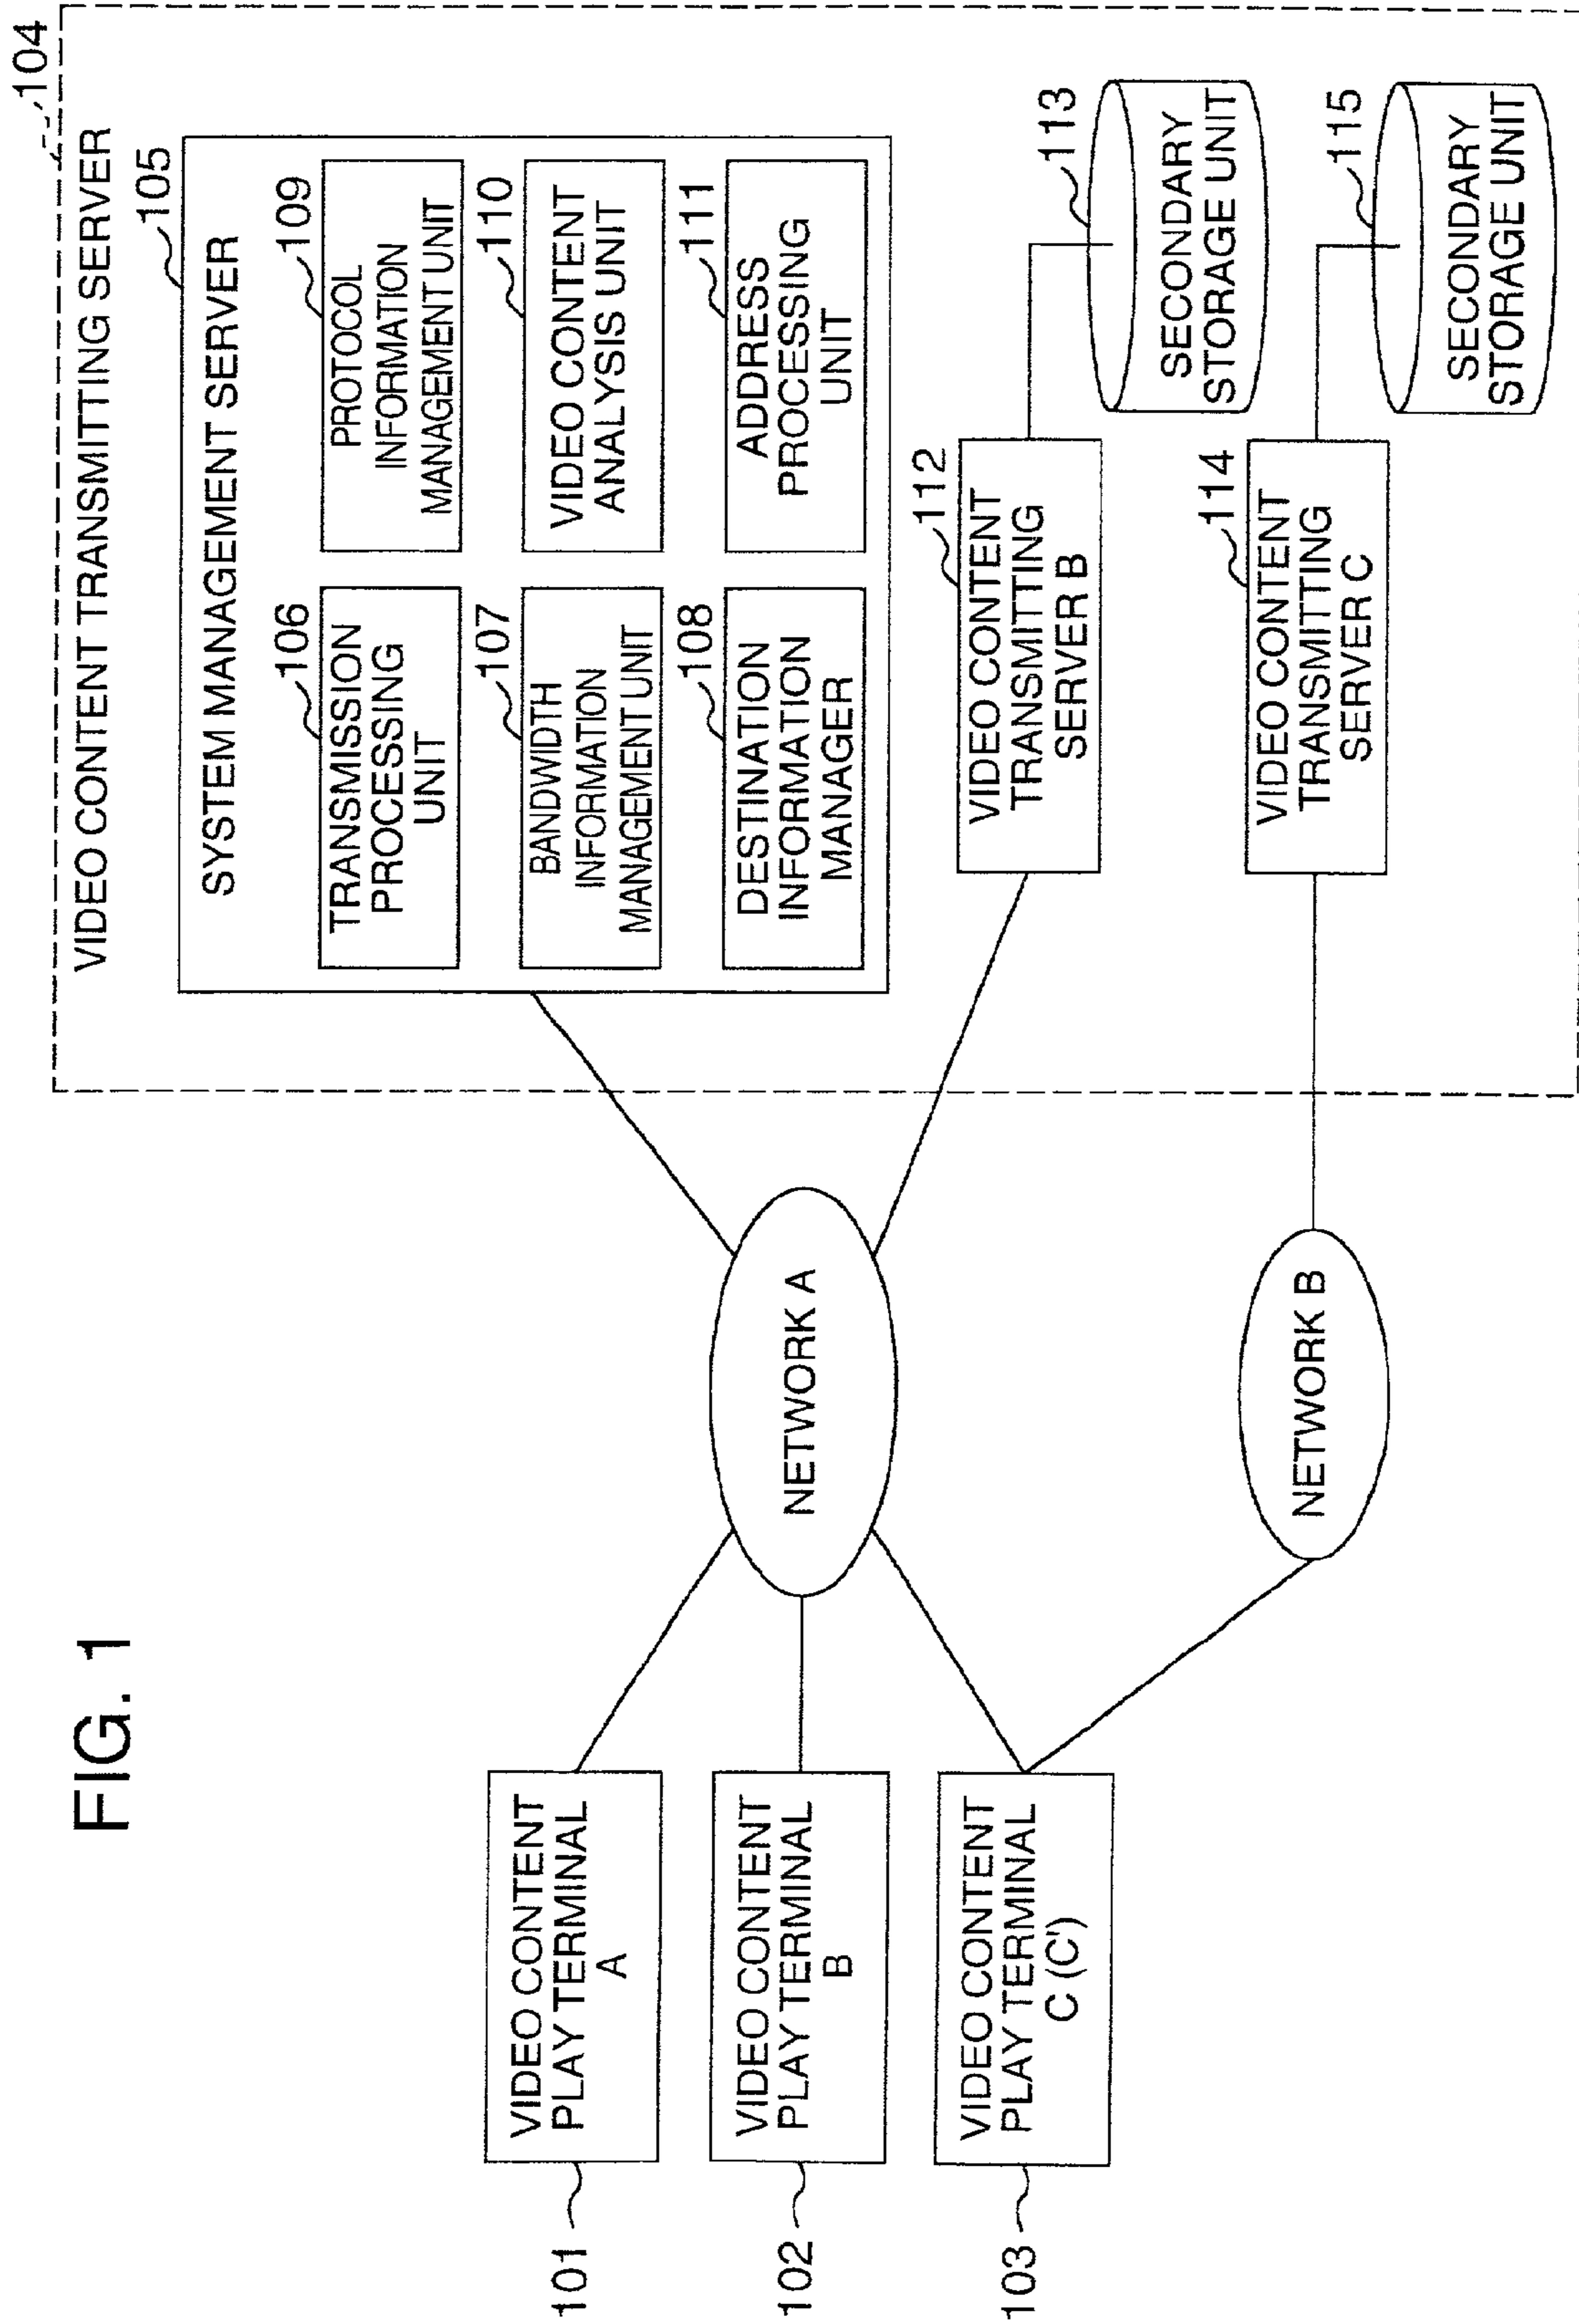 FIG. 1
104
VIDEO CONTENT TRANSMITTING SERVER
105
SYSTEM MANAGEMENT SERVER
106
TRANSMISSION
PROCESSING
UNIT
109
PROTOCOL
INFORMATION
MANAGEMENT UNIT
107
BANDWIDTH
INFORMATION
MANAGEMENT UNIT
110
VIDEO CONTENT
ANALYSIS UNIT
108
DESTINATION
INFORMATION
MANAGER
111
ADDRESS
PROCESSING
UNIT
101
VIDEO CONTENT
PLAY TERMINAL
A
102
VIDEO CONTENT
PLAY TERMINAL
B
103
VIDEO CONTENT
PLAY TERMINAL
C (C')
NETWORK A
NETWORK B
112
VIDEO CONTENT
TRANSMITTING
SERVER B
113
SECONDARY
STORAGE UNIT
114
VIDEO CONTENT
TRANSMITTING
SERVER C
115
SECONDARY
STORAGE UNIT